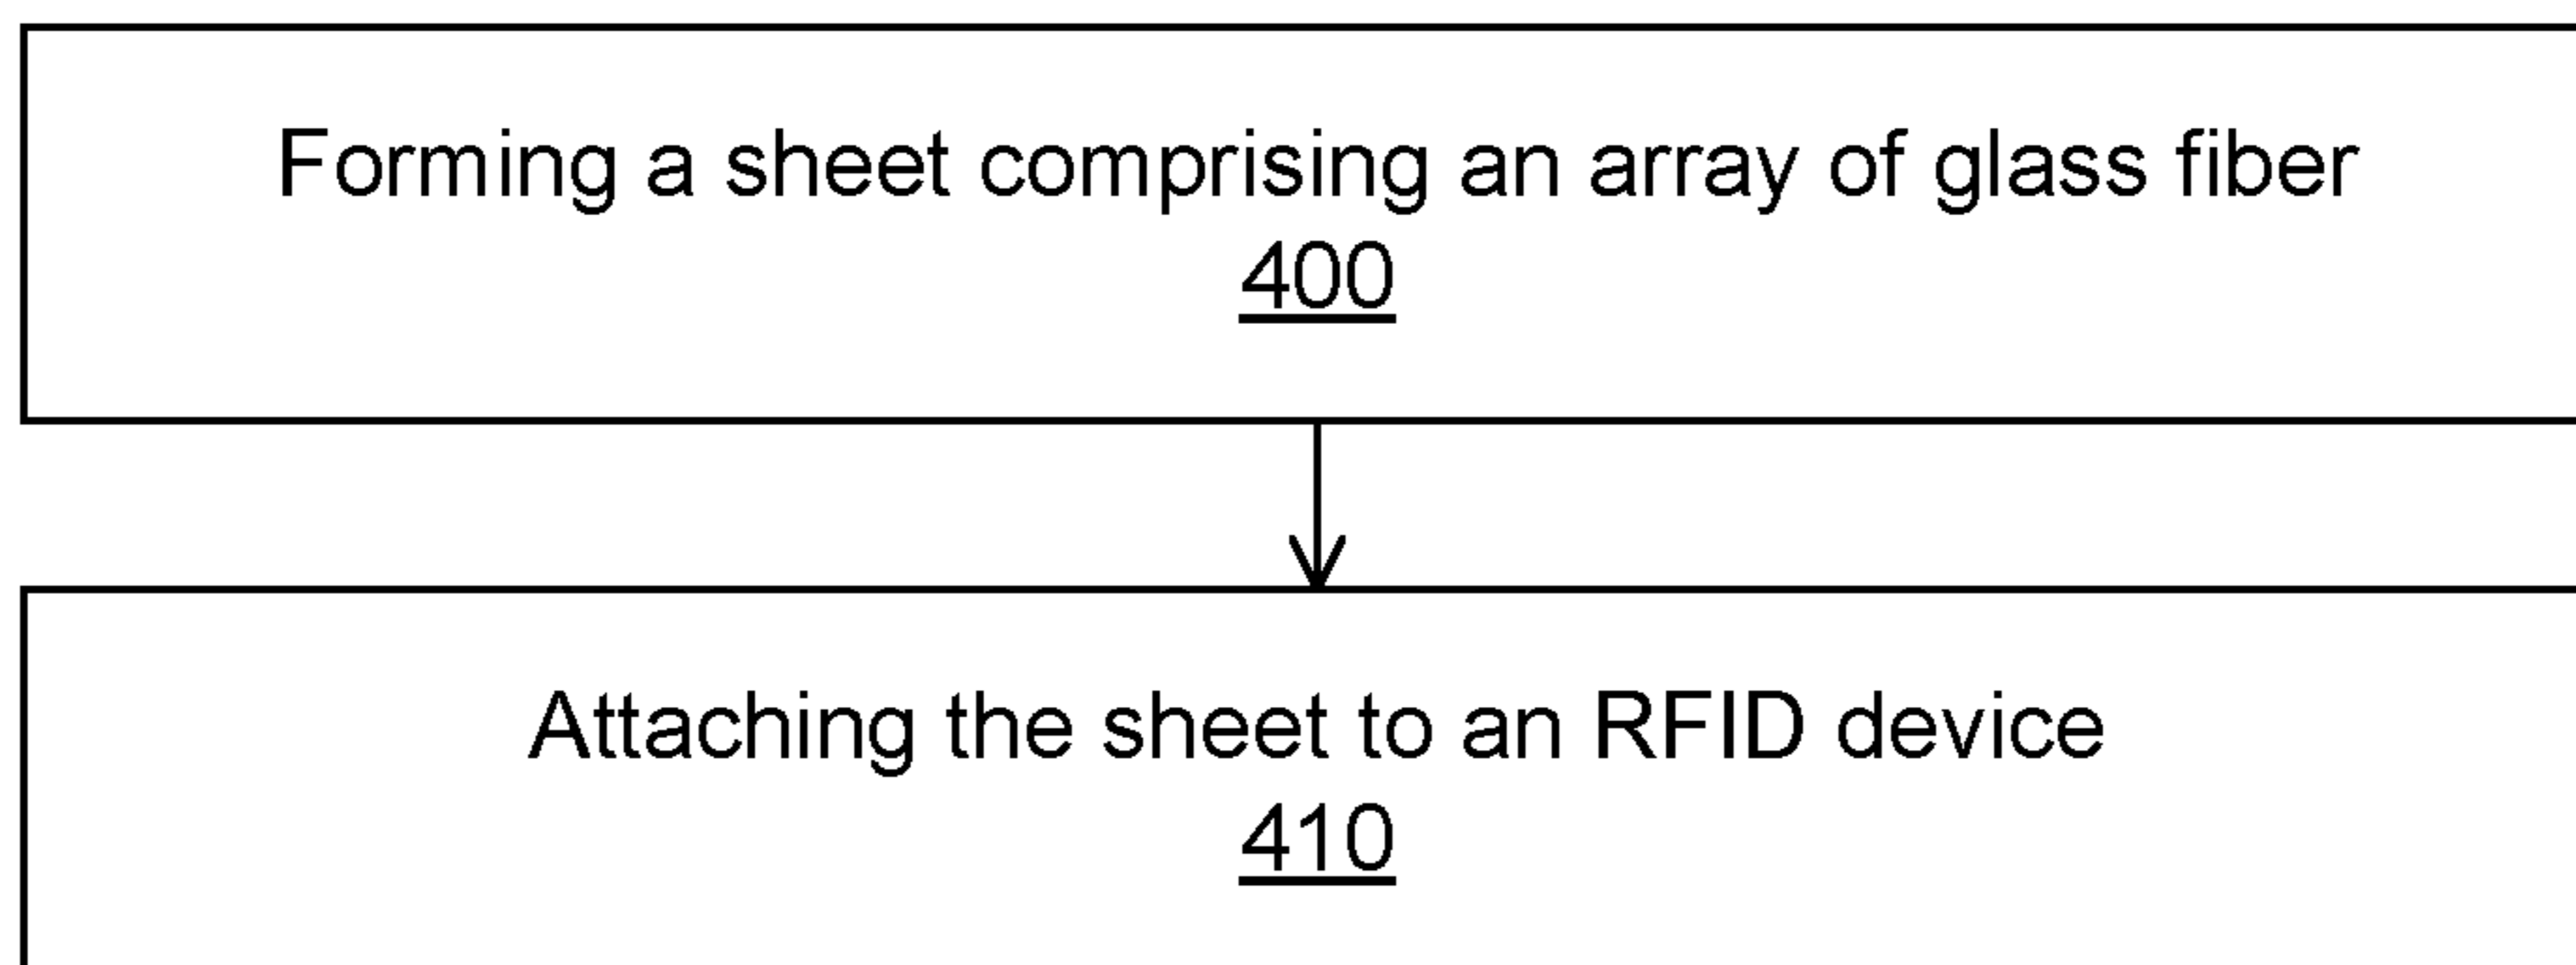 Forming a sheet comprising an array of glass fiber
400
Attaching the sheet to an RFID device
410